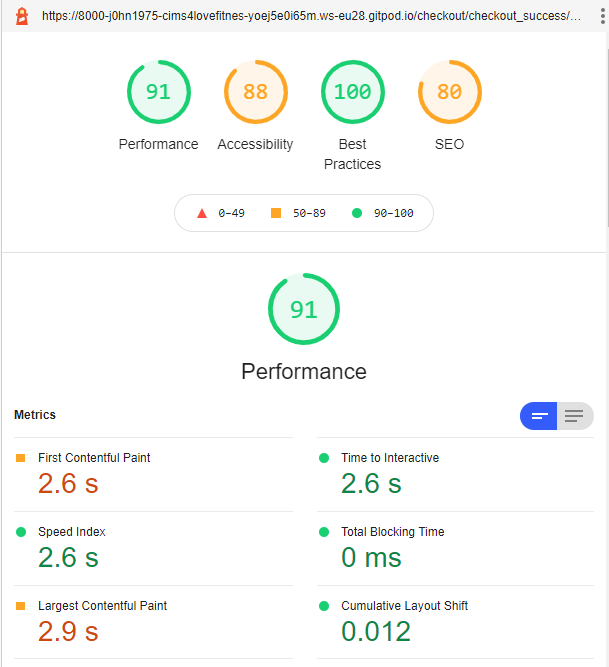 https://8000-j0hn1975-cims4lovefitnes-yoej5e0i65m.ws-eu28.gitpod.io/checkout/checkout_success/...
91
88
100
80
Performance
Accessibility
Best
Practices
SEO
0–49
50–89
90–100
91
Performance
Metrics
First Contentful Paint
2.6 s
Time to Interactive
2.6 s
Speed Index
2.6 s
Total Blocking Time
0 ms
Largest Contentful Paint
2.9 s
Cumulative Layout Shift
0.012